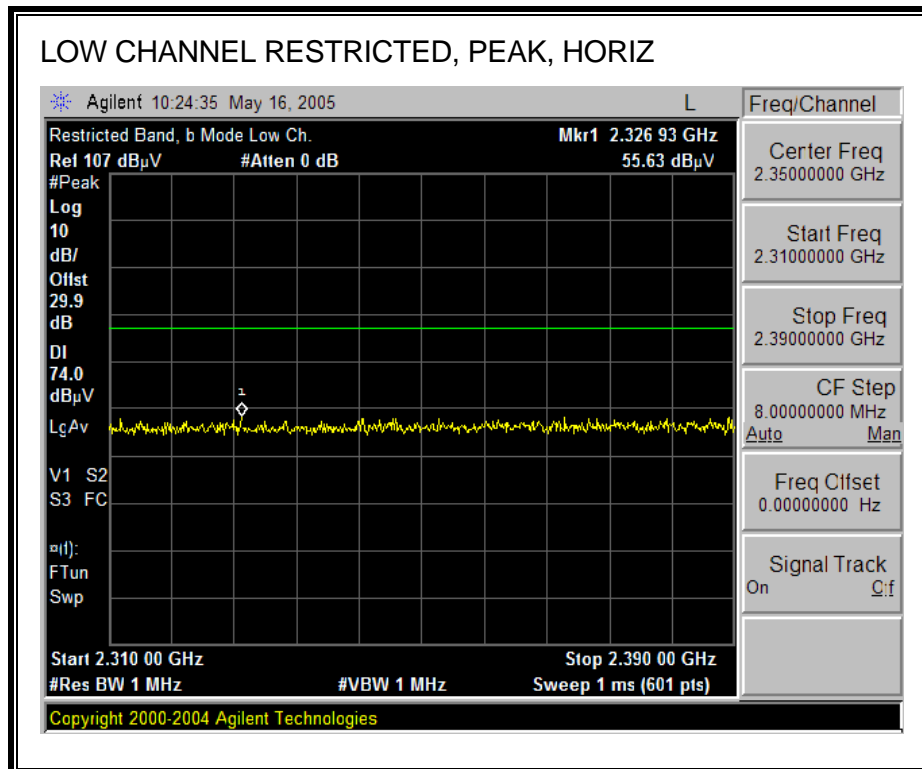 LOW CHANNEL RESTRICTED, PEAK, HORIZ
Agilent 10:24:35 May 16, 2005 L
Freq/Channel
Restricted Band, b Mode Low Ch. Mkr1 2.326 93 GHz
Ref 107 dBµV #Atten 0 dB 55.63 dBµV
#Peak
Log
10
dB/
Offst
29.9
dB
DI
74.0
dBµV
LgAv
1
V1 S2
S3 FC
¤(f):
FTun
Swp
Start 2.310 00 GHz Stop 2.390 00 GHz
#Res BW 1 MHz #VBW 1 MHz Sweep 1 ms (601 pts)
Copyright 2000-2004 Agilent Technologies
Center Freq
2.35000000 GHz
Start Freq
2.31000000 GHz
Stop Freq
2.39000000 GHz
CF Step
8.00000000 MHz
Auto Man
Freq Offset
0.00000000 Hz
Signal Track
On Off